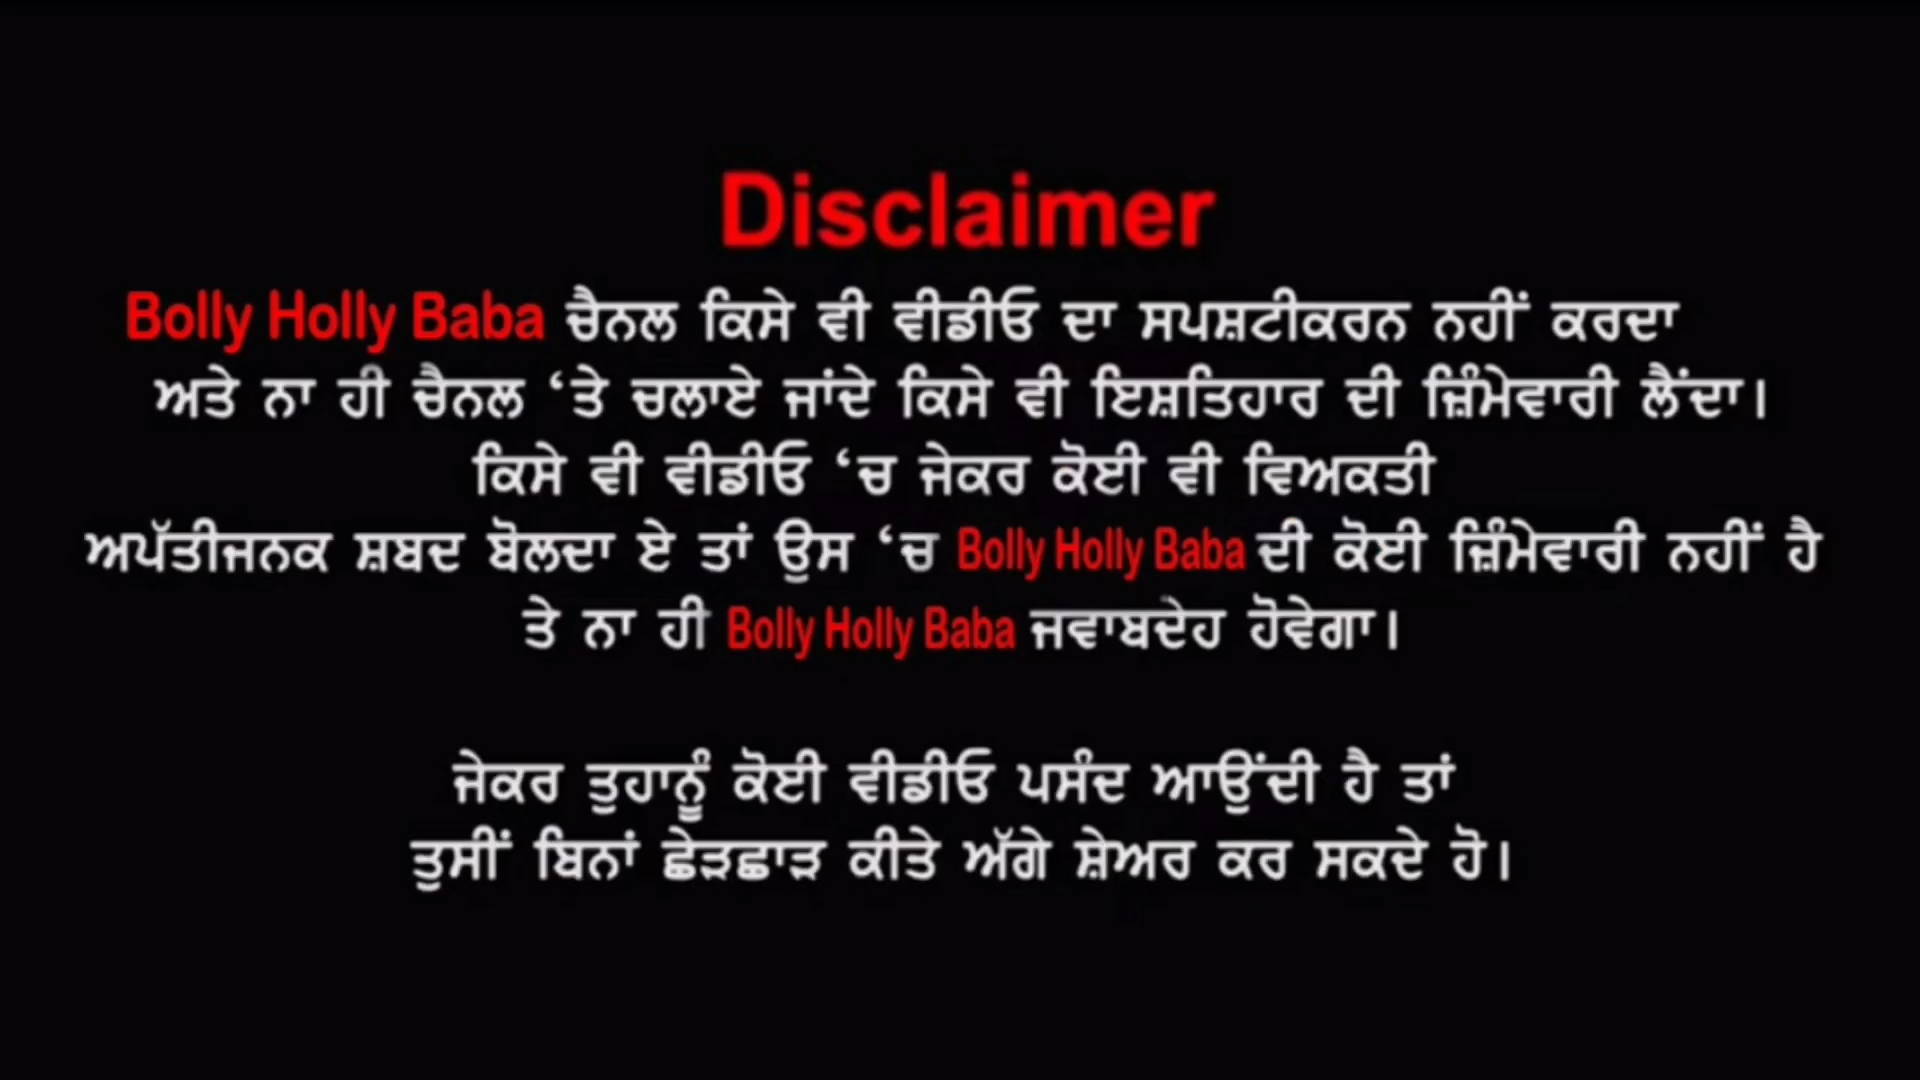 Disclaimer
Bolly Holly Baba ਚੈਨਲ ਕਿਸੇ ਵੀ ਵੀਡੀਓ ਦਾ ਸਪਸ਼ਟੀਕਰਨ ਨਹੀਂ ਕਰਦਾ
ਅਤੇ ਨਾ ਹੀ ਚੈਨਲ ‘ਤੇ ਚਲਾਏ ਜਾਂਦੇ ਕਿਸੇ ਵੀ ਇਸ਼ਤਿਹਾਰ ਦੀ ਜ਼ਿੰਮੇਵਾਰੀ ਲੈਂਦਾ।
ਕਿਸੇ ਵੀ ਵੀਡੀਓ ‘ਚ ਜੇਕਰ ਕੋਈ ਵੀ ਵਿਅਕਤੀ
ਅਪੱਤੀਜਨਕ ਸ਼ਬਦ ਬੋਲਦਾ ਏ ਤਾਂ ਉਸ ‘ਚ Bolly Holly Baba ਦੀ ਕੋਈ ਜ਼ਿੰਮੇਵਾਰੀ ਨਹੀਂ ਹੈ
ਤੇ ਨਾ ਹੀ Bolly Holly Baba ਜਵਾਬਦੇਹ ਹੋਵੇਗਾ।
ਜੇਕਰ ਤੁਹਾਨੂੰ ਕੋਈ ਵੀਡੀਓ ਪਸੰਦ ਆਉਂਦੀ ਹੈ ਤਾਂ
ਤੁਸੀਂ ਬਿਨਾਂ ਛੇੜਛਾੜ ਕੀਤੇ ਅੱਗੇ ਸ਼ੇਅਰ ਕਰ ਸਕਦੇ ਹੋ।